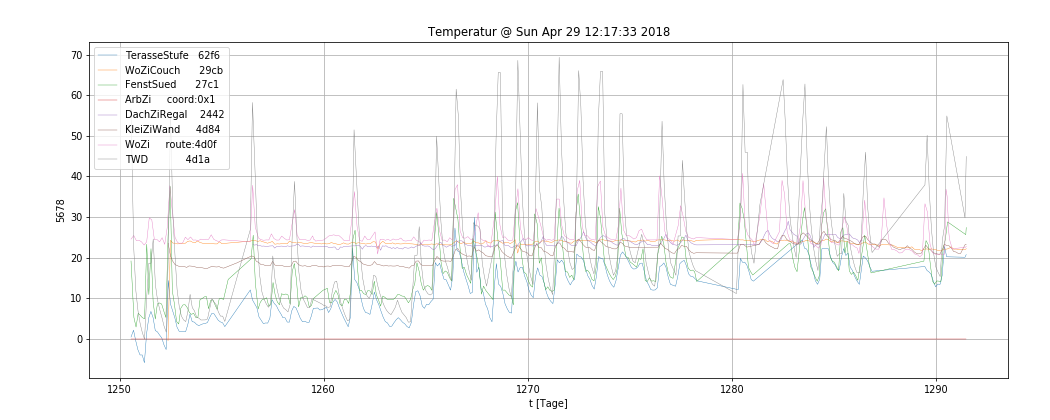 Temperatur @ Sun Apr 29 12:17:33 2018
70
60
50
40
30
20
10
0
5678
TerasseStufe 62f6
WoZiCouch 29cb
FenstSued 27c1
ArbZi coord:0x1
DachZiRegal 2442
KleiZiWand 4d84
WoZi route:4d0f
TWD 4d1a
1250 1260 1270 1280 1290
t [Tage]